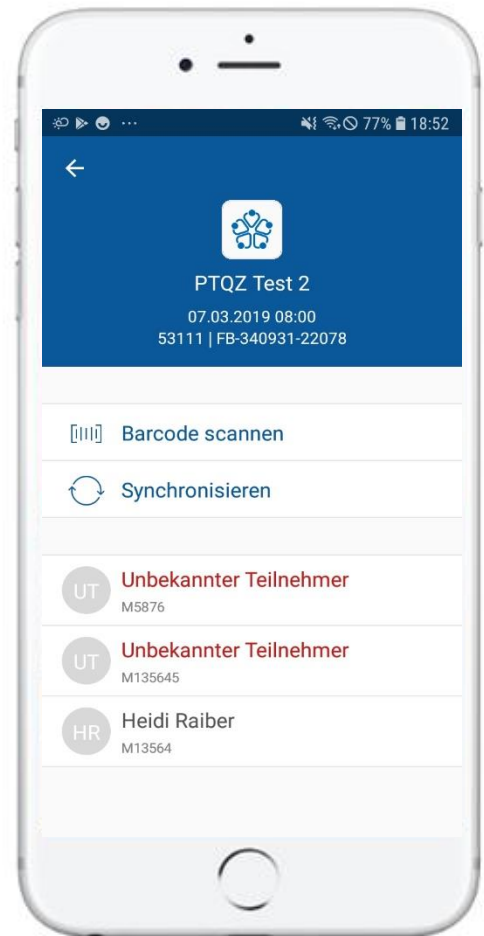 77% 18:52
PTQZ Test 2
07.03.2019 08:00
53111 | FB-340931-22078
Barcode scannen
Synchronisieren
UT
Unbekannter Teilnehmer
M5876
UT
Unbekannter Teilnehmer
M135645
HR
Heidi Raiber
M13564